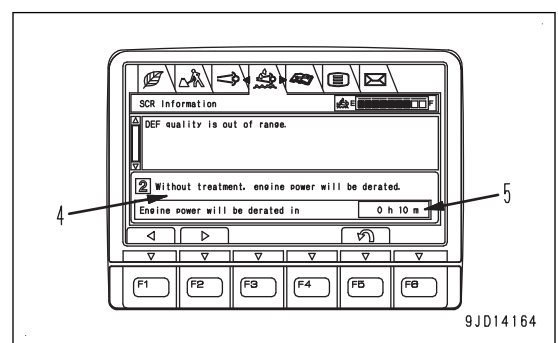 SCR Information
E F
DEF quality is out of range.
2 Without treatment, engine power will be derated.
Engine power will be derated in 0 h 10 m
4
5
F1 F2 F3 F4 F5 F6
9JD14164